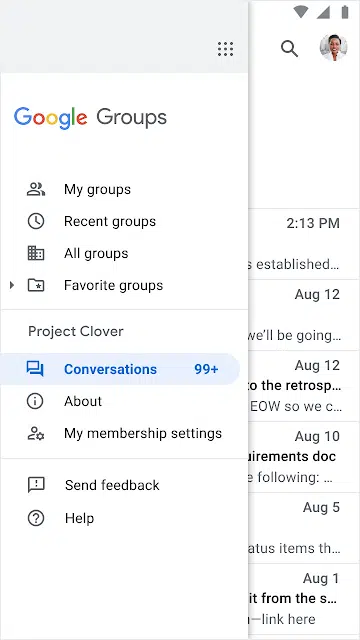 Google Groups
My groups
Recent groups
All groups
Favorite groups
Project Clover
Conversations 99+
About
My membership settings
Send feedback
Help
2:13 PM
s established…
Aug 12
we’ll be going…
Aug 12
to the retrosp…
EOW so we c…
Aug 10
uirements doc
e following: …
Aug 5
atus items th…
Aug 1
it from the s…
—link here